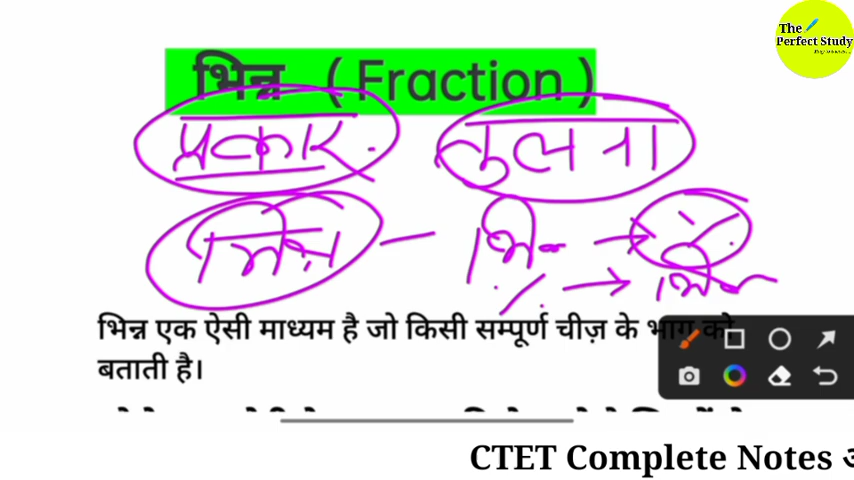 The
Perfect Study
भिन्न ( Fraction )
प्रकार तुलना
भिन्न - भिन्न → %
% → भिन्न
भिन्न एक ऐसी माध्यम है जो किसी सम्पूर्ण चीज़ के भाग को
बताती है।
CTET Complete Notes